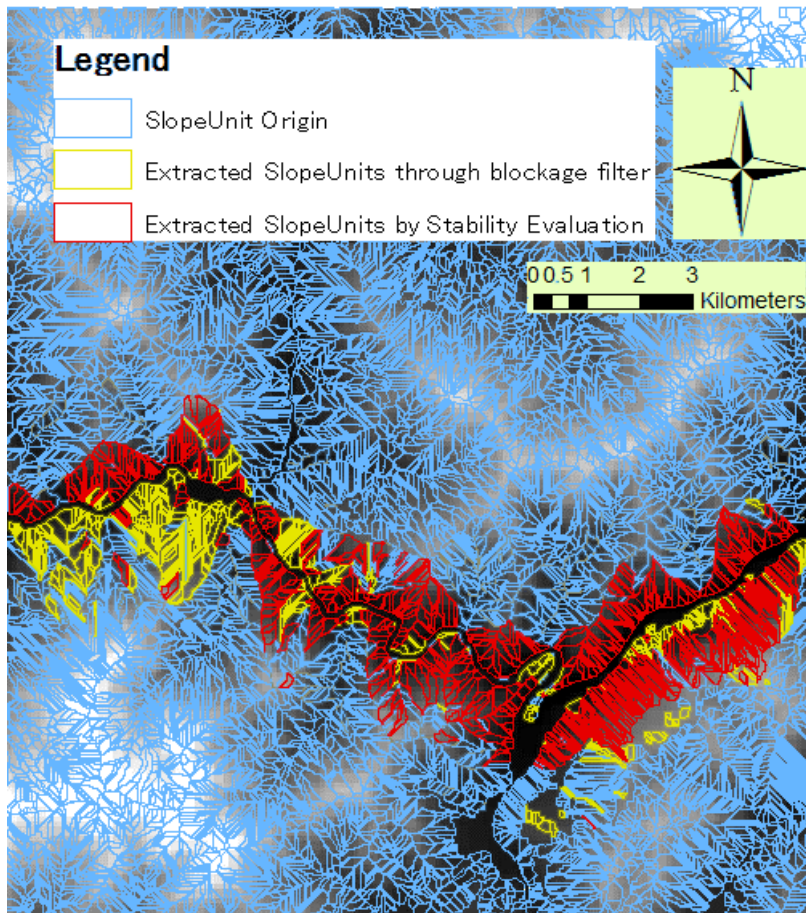 Legend
SlopeUnit Origin
Extracted SlopeUnits through blockage filter
Extracted SlopeUnits by Stability Evaluation
N
0 0.5 1 2 3
Kilometers